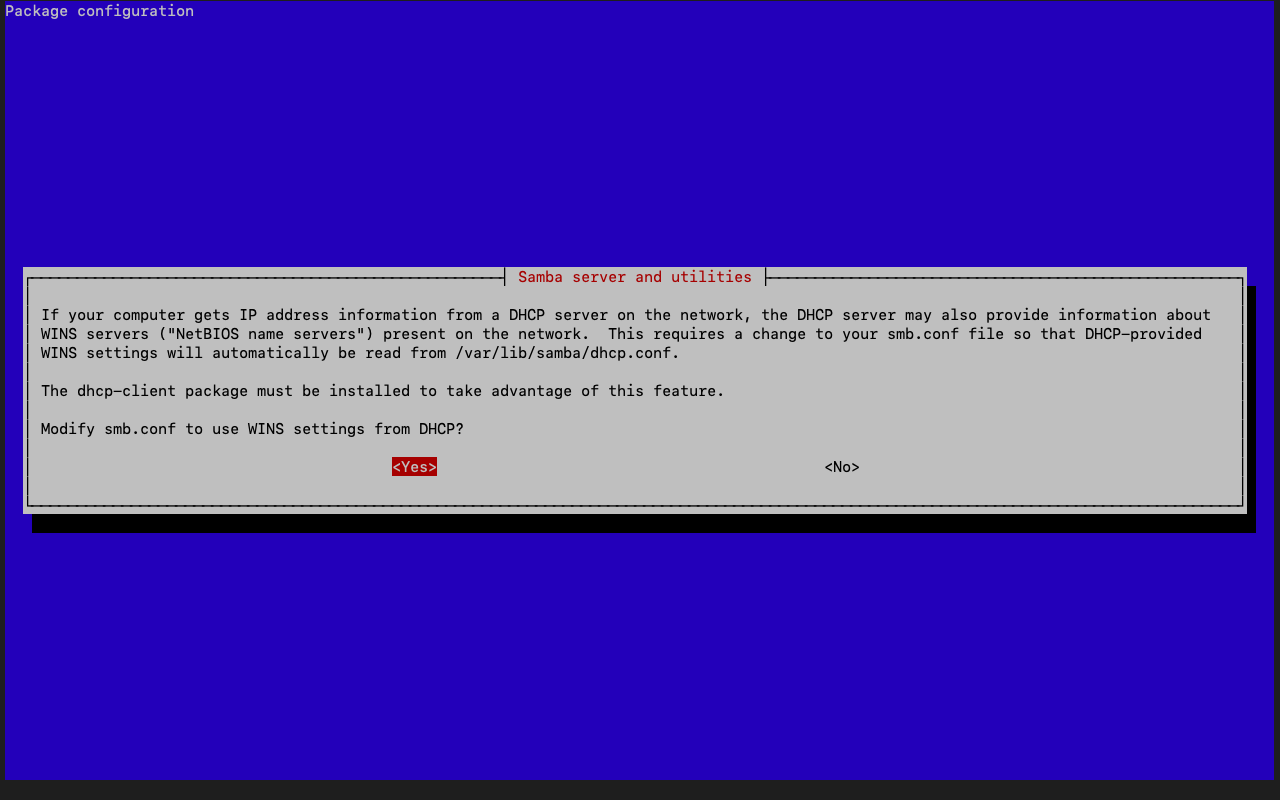 Package configuration
Samba server and utilities
If your computer gets IP address information from a DHCP server on the network, the DHCP server may also provide information about
WINS servers ("NetBIOS name servers") present on the network.  This requires a change to your smb.conf file so that DHCP-provided
WINS settings will automatically be read from /var/lib/samba/dhcp.conf.
The dhcp-client package must be installed to take advantage of this feature.
Modify smb.conf to use WINS settings from DHCP?
<Yes> <No>